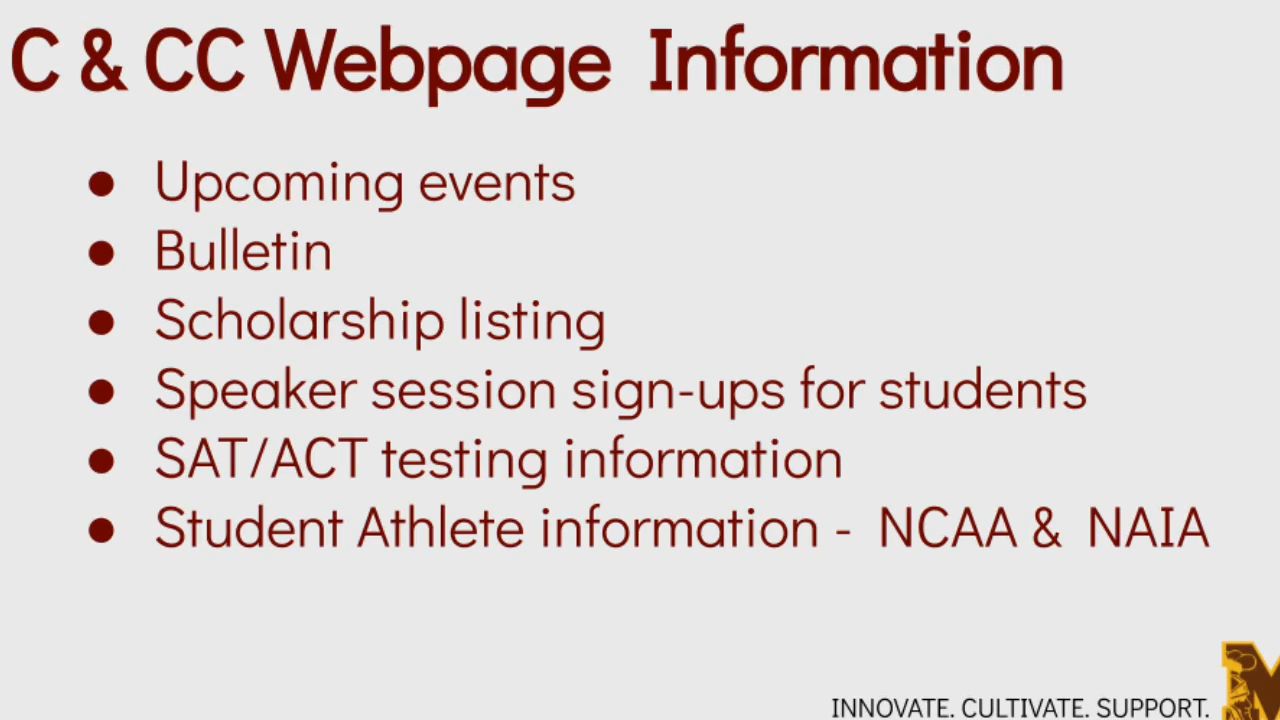 C & CC Webpage Information
● Upcoming events
● Bulletin
● Scholarship listing
● Speaker session sign-ups for students
● SAT/ACT testing information
● Student Athlete information - NCAA & NAIA
INNOVATE. CULTIVATE. SUPPORT.
M